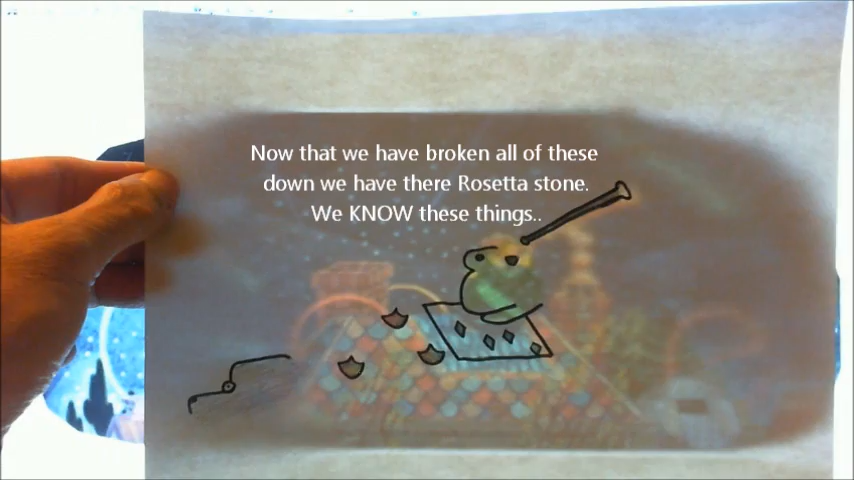 Now that we have broken all of these
down we have there Rosetta stone.
We KNOW these things..